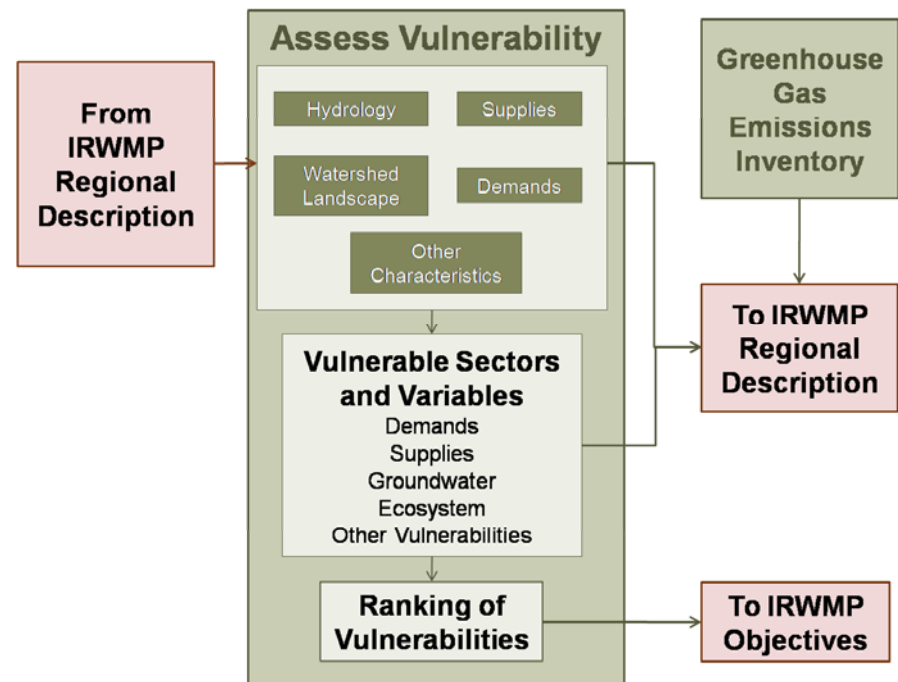 Assess Vulnerability
From
IRWMP
Regional
Description
Hydrology
Supplies
Watershed
Landscape
Demands
Other
Characteristics
Greenhouse
Gas
Emissions
Inventory
Vulnerable Sectors
and Variables
Demands
Supplies
Groundwater
Ecosystem
Other Vulnerabilities
To IRWMP
Regional
Description
Ranking of
Vulnerabilities
To IRWMP
Objectives